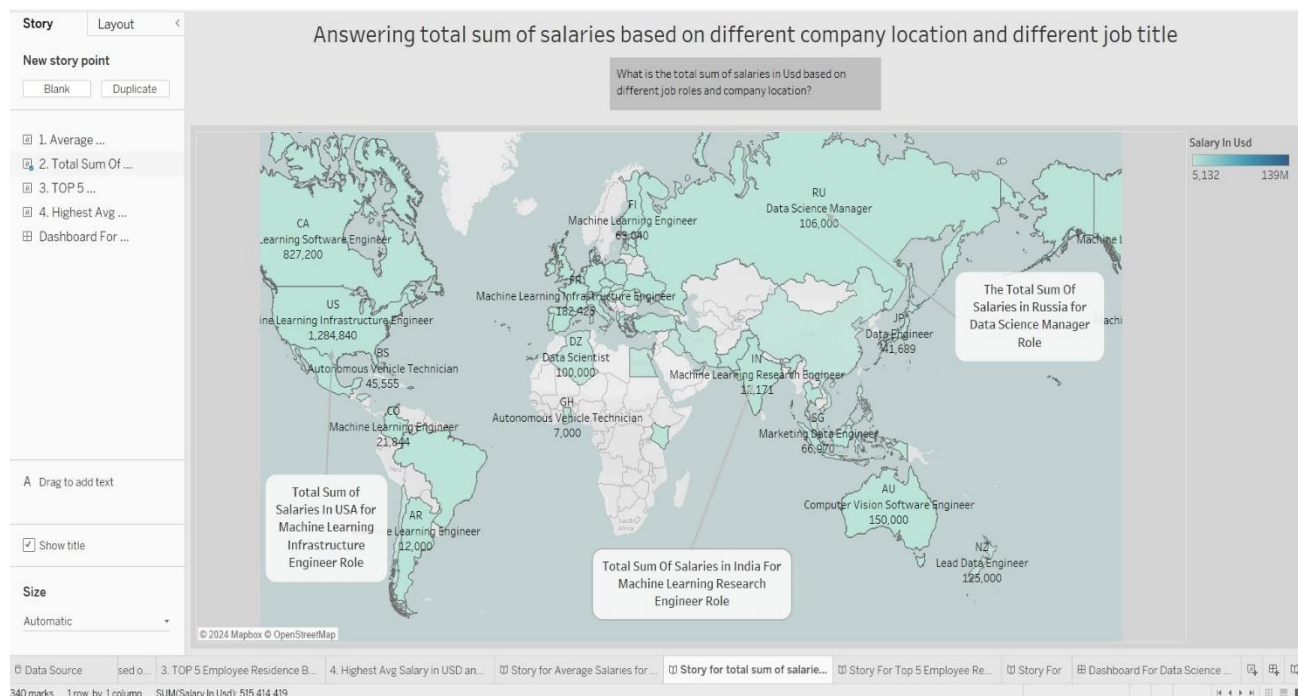 Story
Layout
<
New story point
Blank
Duplicate
1. Average ...
2. Total Sum Of ...
3. TOP 5 ...
4. Highest Avg ...
Dashboard For ...
A Drag to add text
Show title
Size
Automatic
Answering total sum of salaries based on different company location and different job title
What is the total sum of salaries in Usd based on
different job roles and company location?
CA
Learning Software Engineer
827,200
US
ine Learning Infrastructure Engineer
1,284,840
BS
Autonomous Vehicle Technician
45,555
CO
Machine Learning Engineer
21,844
Peru
AR
e Learning Engineer
12,000
FI
Machine Learning Engineer
63,040
FR
Machine Learning Infrastructure Engineer
182,425
DZ
Data Scientist
100,000
GH
Autonomous Vehicle Technician
7,000
South
Africa
RU
Data Science Manager
106,000
JP
Data Engineer
41,689
IN
Machine Learning Research Engineer
12,171
SG
Marketing Data Engineer
66,970
AU
Computer Vision Software Engineer
150,000
NZ
Lead Data Engineer
125,000
Machine L
achi
Total Sum of
Salaries In USA for
Machine Learning
Infrastructure
Engineer Role
Total Sum Of Salaries in India For
Machine Learning Research
Engineer Role
The Total Sum Of
Salaries in Russia for
Data Science Manager
Role
© 2024 Mapbox © OpenStreetMap
Salary In Usd
5,132 139M
Data Source
sed o...
3. TOP 5 Employee Residence B...
4. Highest Avg Salary in USD an...
Story for Average Salaries for ...
Story for total sum of salarie...
Story For Top 5 Employee Re...
Story For
Dashboard For Data Science ...
340 marks 1 row by 1 column SUM(Salary In Usd): 515,414,419